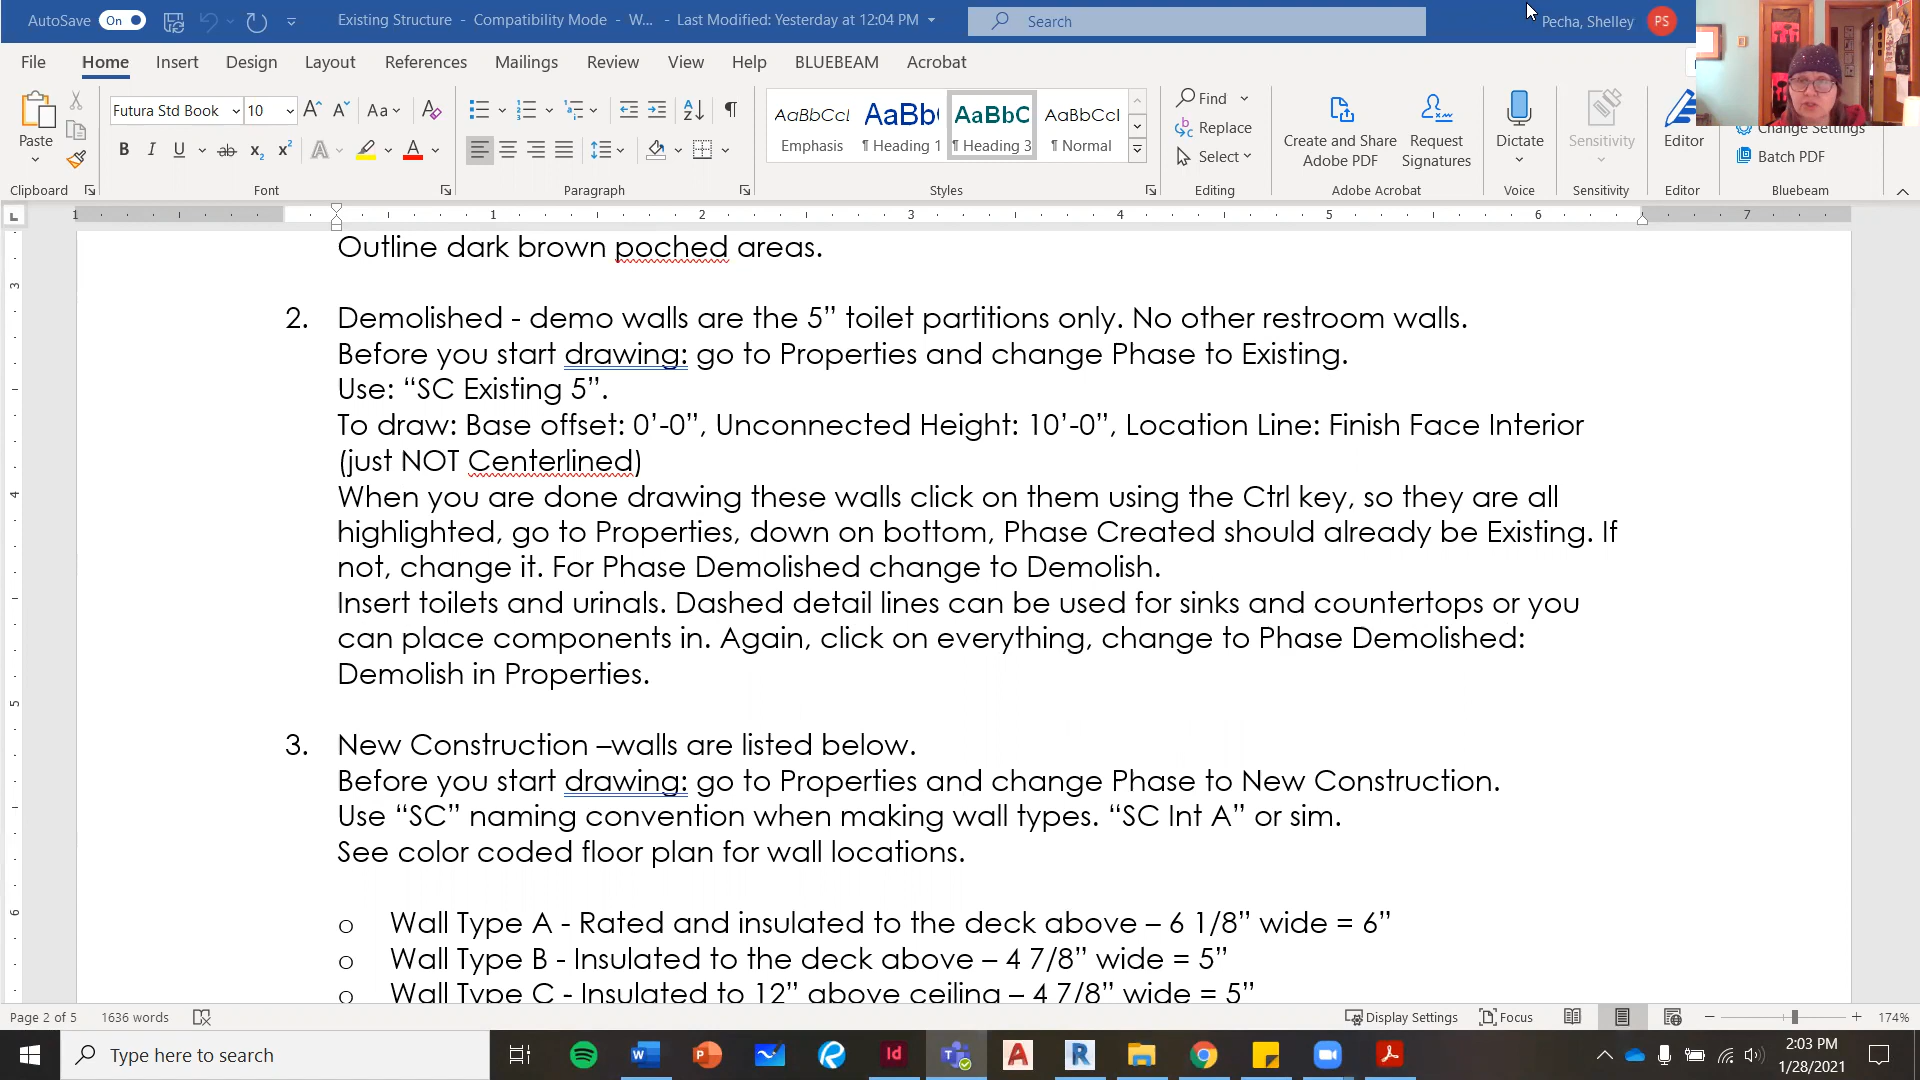 AutoSave On Existing Structure - Compatibility Mode - W... - Last Modified: Yesterday at 12:04 PM Search Pecha, Shelley PS
File Home Insert Design Layout References Mailings Review View Help BLUEBEAM Acrobat
Paste
Clipboard
Futura Std Book 10
Font
Paragraph
AaBbCcI AaBb( AaBbC AaBbCcI
Emphasis ¶ Heading 1 ¶ Heading 3 ¶ Normal
Styles
Find
Replace
Select
Editing
Create and Share Adobe PDF
Request Signatures
Adobe Acrobat
Dictate
Voice
Sensitivity
Sensitivity
Editor
Editor
Change Settings
Batch PDF
Bluebeam
1 1 2 3 4 5 6 7
Outline dark brown poched areas.
2. Demolished - demo walls are the 5” toilet partitions only. No other restroom walls.
Before you start drawing: go to Properties and change Phase to Existing.
Use: “SC Existing 5”.
To draw: Base offset: 0’-0”, Unconnected Height: 10’-0”, Location Line: Finish Face Interior
(just NOT Centerlined)
When you are done drawing these walls click on them using the Ctrl key, so they are all
highlighted, go to Properties, down on bottom, Phase Created should already be Existing. If
not, change it. For Phase Demolished change to Demolish.
Insert toilets and urinals. Dashed detail lines can be used for sinks and countertops or you
can place components in. Again, click on everything, change to Phase Demolished:
Demolish in Properties.
3. New Construction –walls are listed below.
Before you start drawing: go to Properties and change Phase to New Construction.
Use “SC” naming convention when making wall types. “SC Int A” or sim.
See color coded floor plan for wall locations.
o Wall Type A - Rated and insulated to the deck above – 6 1/8” wide = 6”
o Wall Type B - Insulated to the deck above – 4 7/8” wide = 5”
o Wall Type C - Insulated to 12” above ceiling – 4 7/8” wide = 5”
3
4
5
6
Page 2 of 5 1636 words Display Settings Focus 174%
Type here to search
2:03 PM
1/28/2021